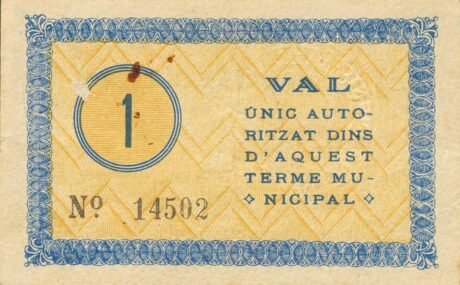 1
Nº 14502
VAL
ÚNIC AUTO-
RITZAT DINS
D'AQUEST
TERME MU-
NICIPAL